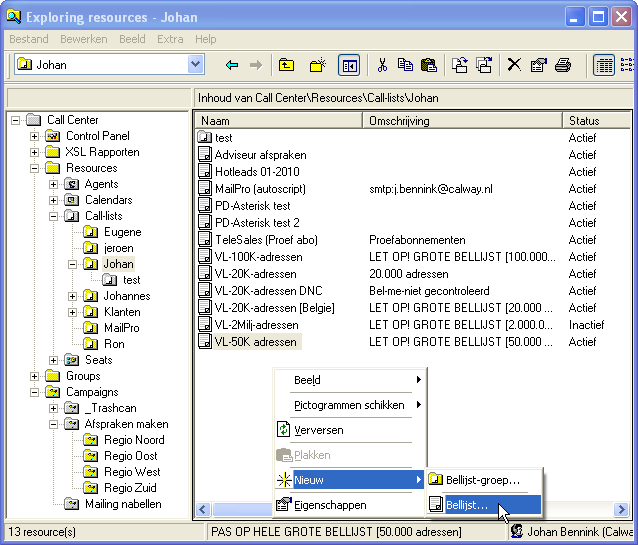 Exploring resources - Johan
Bestand Bewerken Beeld Extra Help
Johan
Inhoud van Call Center\Resources\Call-lists\Johan
Call Center
Control Panel
XSL Rapporten
Resources
Agents
Calendars
Call-lists
Eugene
jeroen
Johan
test
Johannes
Klanten
MailPro
Ron
Seats
Groups
Campaigns
_Trashcan
Afspraken maken
Regio Noord
Regio Oost
Regio West
Regio Zuid
Mailing nabellen
Naam Omschrijving Status
test Actief
Adviseur afspraken Actief
Hotleads 01-2010 Actief
MailPro (autoscript) smtp:j.bennink@calway.nl Actief
PD-Asterisk test Actief
PD-Asterisk test 2 Actief
TeleSales (Proef abo) Proefabonnementen Actief
VL-100K-adressen LET OP! GROTE BELLIJST [100.000... Actief
VL-20K-adressen 20.000 adressen Actief
VL-20K-adressen DNC Bel-me-niet gecontroleerd Actief
VL-20K-adressen [Belgie] LET OP! GROTE BELLIJST [20.000 ... Actief
VL-2Milj-adressen LET OP! GROTE BELLIJST [2.000.0... Inactief
VL-50K adressen LET OP! GROTE BELLIJST [50.000 ... Actief
Beeld
Pictogrammen schikken
Verversen
Plakken
Nieuw
Eigenschappen
Bellijst-groep...
Bellijst...
13 resource(s) PAS OP HELE GROTE BELLIJST [50.000 adressen] Johan Bennink (Calwa